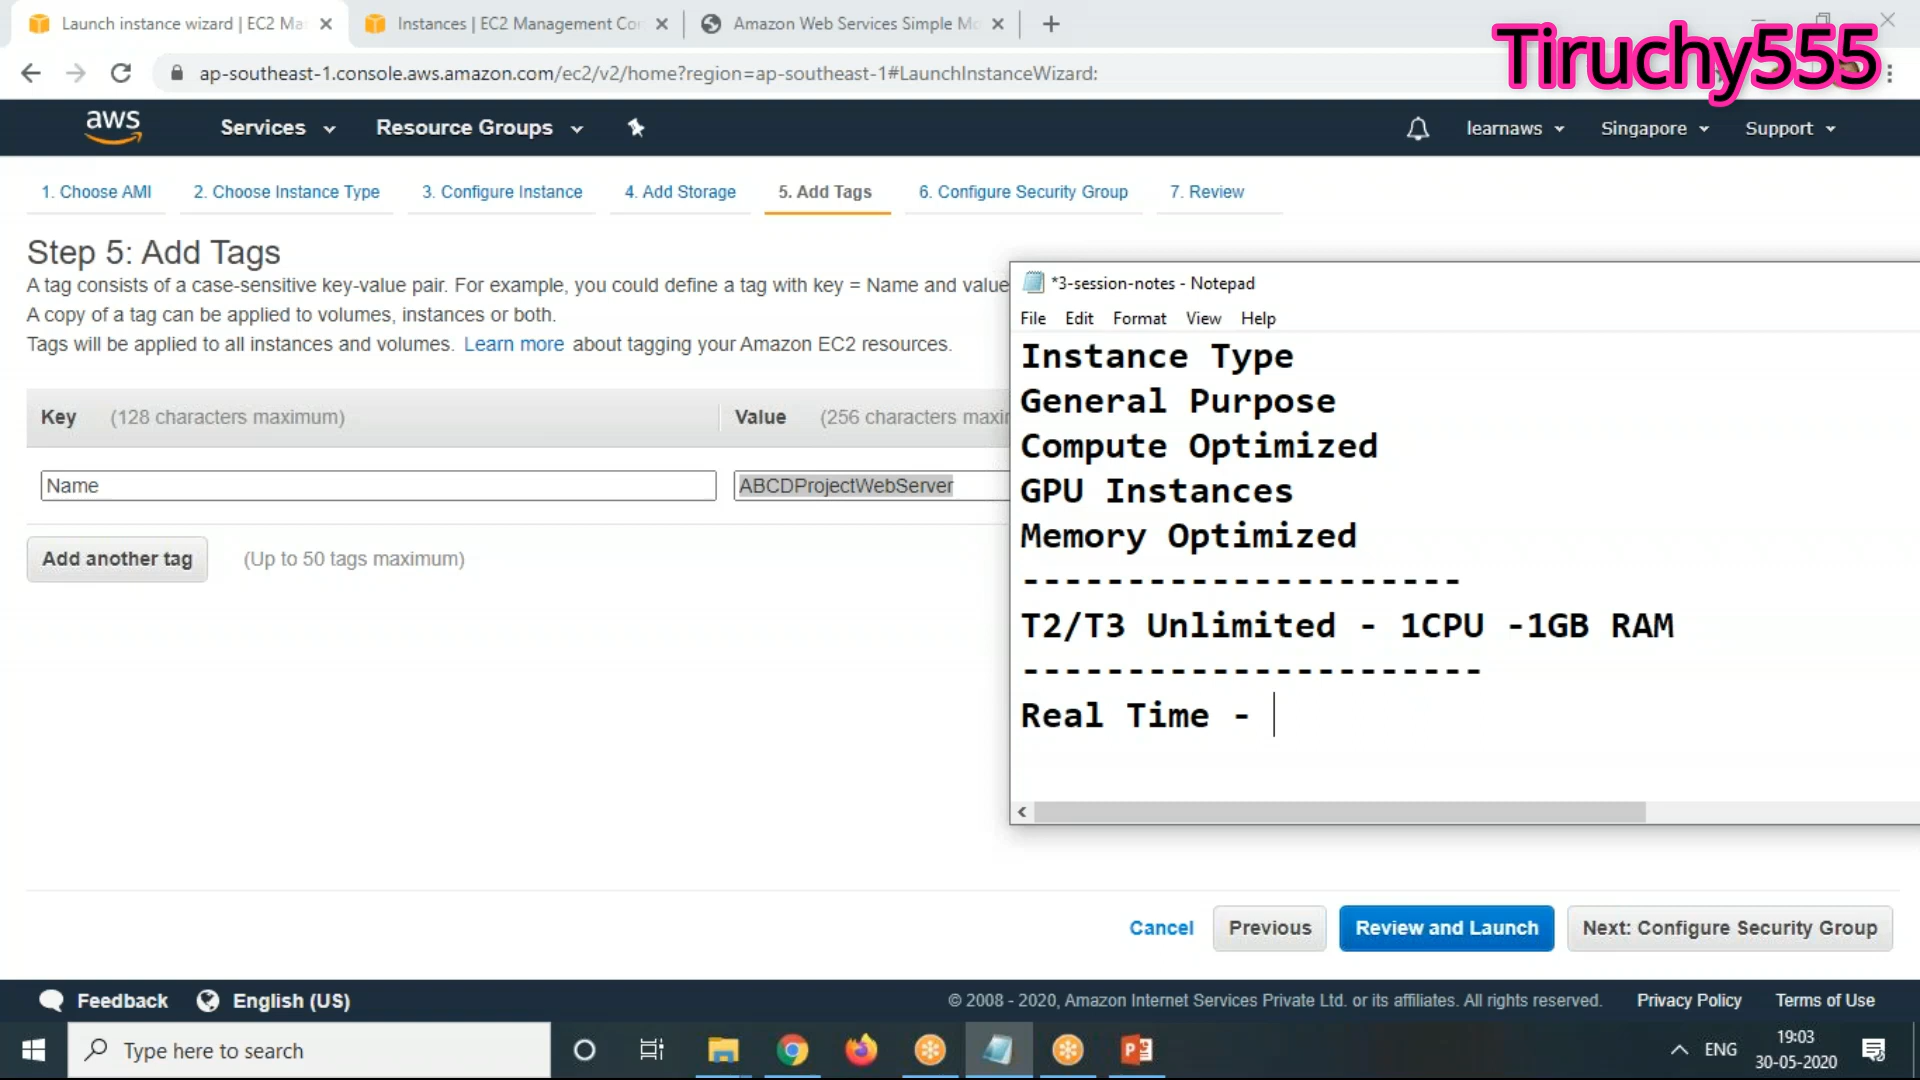 Launch instance wizard | EC2 Ma
Instances | EC2 Management Con
Amazon Web Services Simple Mo
Tiruchy555
ap-southeast-1.console.aws.amazon.com/ec2/v2/home?region=ap-southeast-1#LaunchInstanceWizard:
aws
Services
Resource Groups
learnaws
Singapore
Support
1. Choose AMI
2. Choose Instance Type
3. Configure Instance
4. Add Storage
5. Add Tags
6. Configure Security Group
7. Review
Step 5: Add Tags
A tag consists of a case-sensitive key-value pair. For example, you could define a tag with key = Name and value
A copy of a tag can be applied to volumes, instances or both.
Tags will be applied to all instances and volumes. Learn more about tagging your Amazon EC2 resources.
Key (128 characters maximum)
Value (256 characters maxi
Name
ABCDProjectWebServer
Add another tag
(Up to 50 tags maximum)
*3-session-notes - Notepad
File Edit Format View Help
Instance Type
General Purpose
Compute Optimized
GPU Instances
Memory Optimized
---------------------
T2/T3 Unlimited - 1CPU -1GB RAM
----------------------
Real Time -
Cancel
Previous
Review and Launch
Next: Configure Security Group
Feedback
English (US)
© 2008 - 2020, Amazon Internet Services Private Ltd. or its affiliates. All rights reserved.
Privacy Policy
Terms of Use
Type here to search
ENG
19:03
30-05-2020